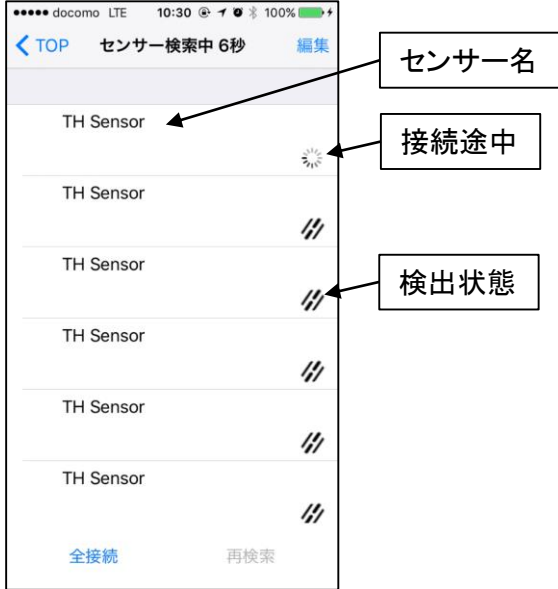 ●●●●● docomo LTE 10:30 100%
TOP センサー検索中 6秒 編集
センサー名
TH Sensor
接続途中
TH Sensor
TH Sensor
検出状態
TH Sensor
TH Sensor
TH Sensor
全接続 再検索